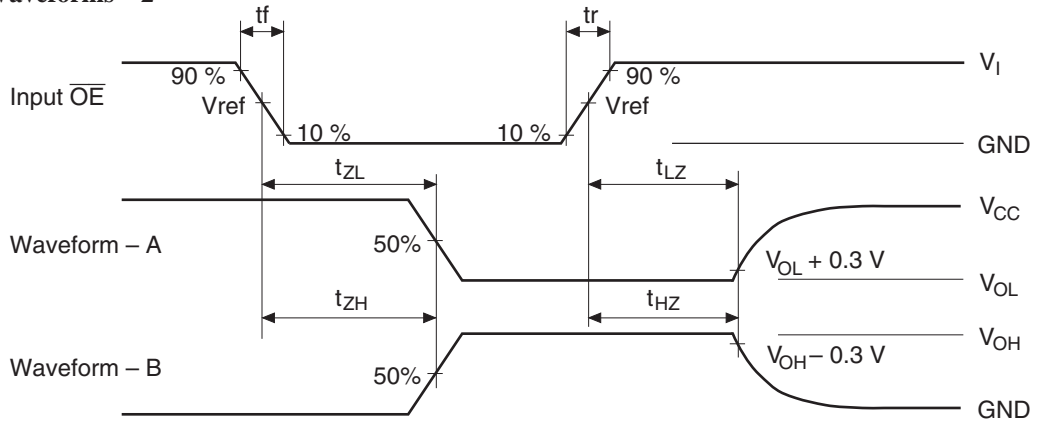 Waveforms – 2
tf
tr
90 %
90 %
V_I
Input O̅E̅
Vref
Vref
10 %
10 %
GND
t_ZL
t_LZ
V_CC
Waveform – A
50%
V_OL + 0.3 V
V_OL
t_ZH
t_HZ
V_OH
V_OH – 0.3 V
Waveform – B
50%
GND